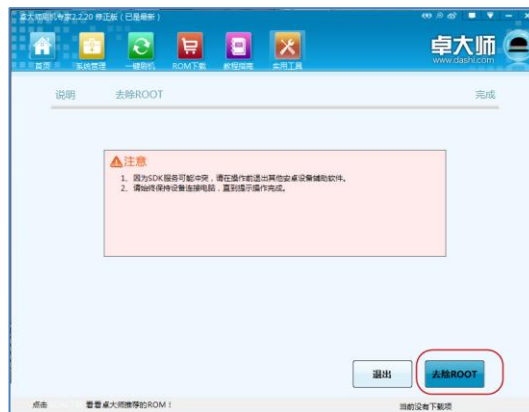 卓大师刷机专家2.2.20 修正版（已是最新）
首页 系统管理 一键刷机 ROM下载 教程指南 实用工具
卓大师
www.dashi.com
说明 去除ROOT 完成
注意
1、因为SDK服务可能冲突，请在操作前退出其他安卓设备辅助软件。
2、请始终保持设备连接电脑，直到提示操作完成。
退出 去除ROOT
点击 看看卓大师推荐的ROM！ 当前没有下载项